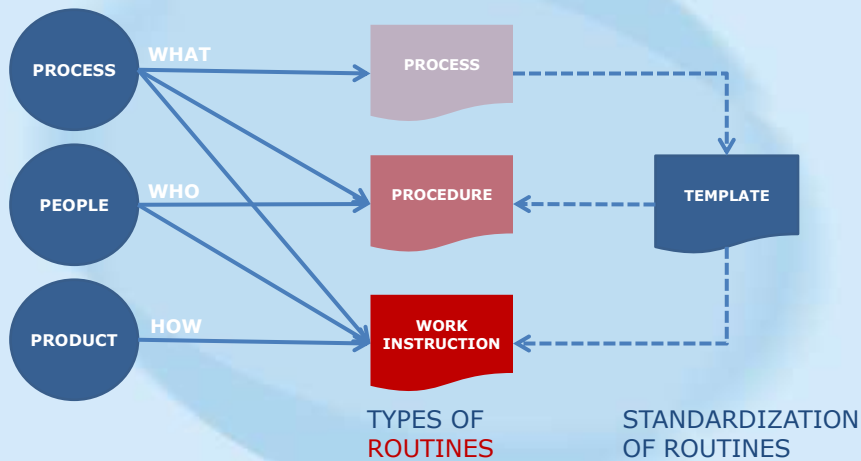 WHAT
PROCESS
PROCESS
WHO
PEOPLE
PROCEDURE
TEMPLATE
HOW
PRODUCT
WORK
INSTRUCTION
TYPES OF
ROUTINES
STANDARDIZATION
OF ROUTINES